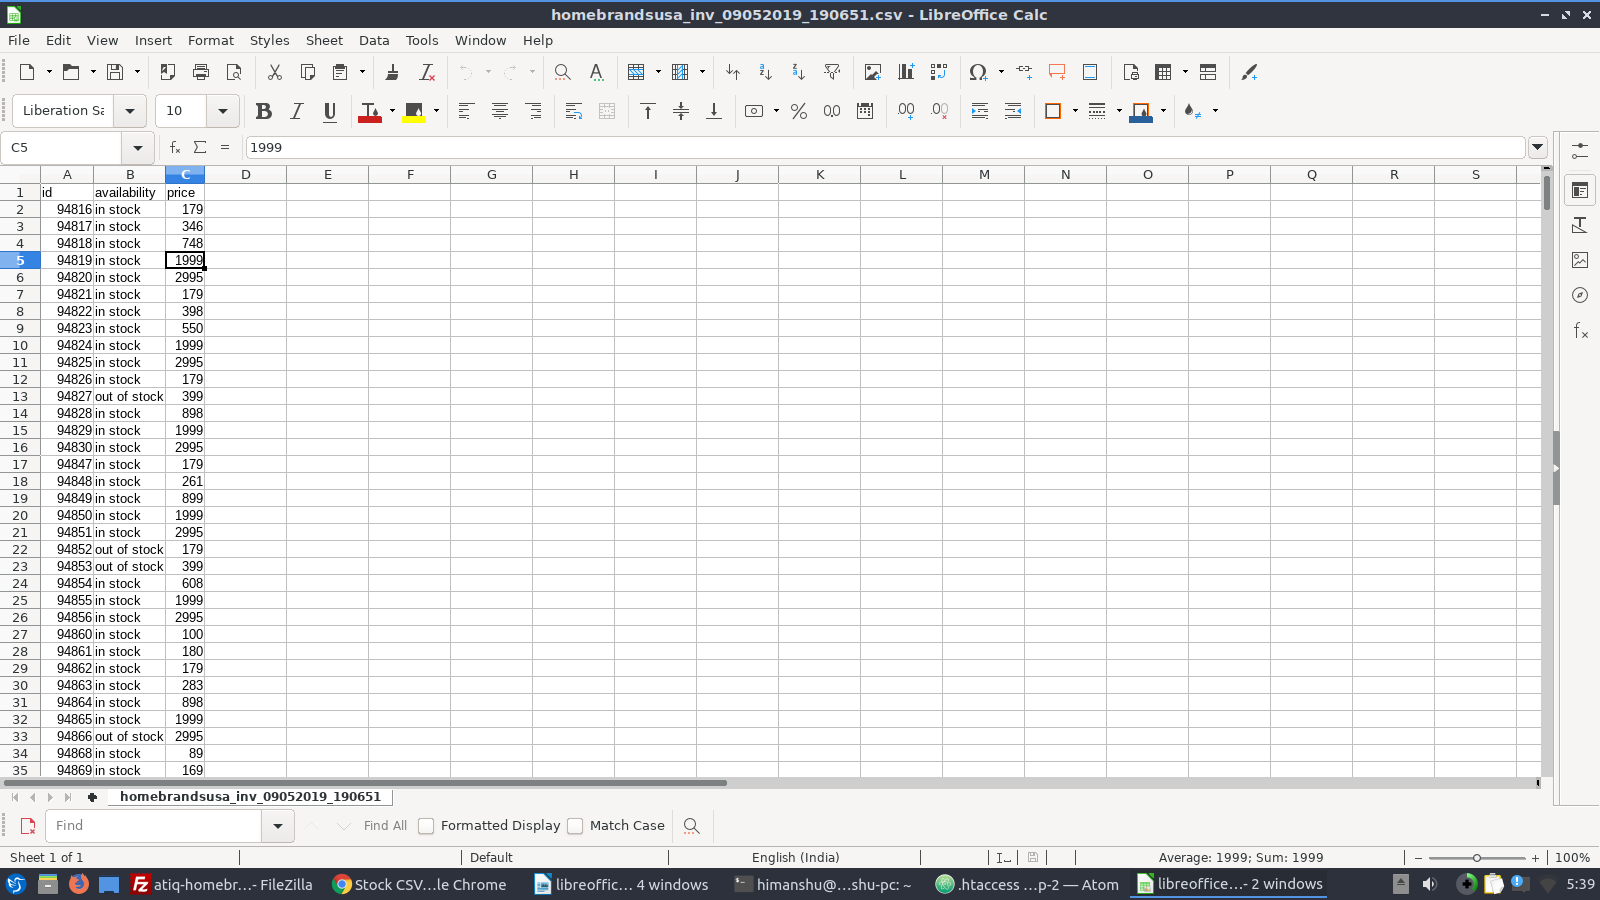 homebrandsusa_inv_09052019_190651.csv - LibreOffice Calc
File Edit View Insert Format Styles Sheet Data Tools Window Help
Liberation Sa 10
C5 1999
A B C D E F G H I J K L M N O P Q R S
1 id availability price
2 94816 in stock 179
3 94817 in stock 346
4 94818 in stock 748
5 94819 in stock 1999
6 94820 in stock 2995
7 94821 in stock 179
8 94822 in stock 398
9 94823 in stock 550
10 94824 in stock 1999
11 94825 in stock 2995
12 94826 in stock 179
13 94827 out of stock 399
14 94828 in stock 898
15 94829 in stock 1999
16 94830 in stock 2995
17 94847 in stock 179
18 94848 in stock 261
19 94849 in stock 899
20 94850 in stock 1999
21 94851 in stock 2995
22 94852 out of stock 179
23 94853 out of stock 399
24 94854 in stock 608
25 94855 in stock 1999
26 94856 in stock 2995
27 94860 in stock 100
28 94861 in stock 180
29 94862 in stock 179
30 94863 in stock 283
31 94864 in stock 898
32 94865 in stock 1999
33 94866 out of stock 2995
34 94868 in stock 89
35 94869 in stock 169
homebrandsusa_inv_09052019_190651
Find Find All Formatted Display Match Case
Sheet 1 of 1 Default English (India) Average: 1999; Sum: 1999 100%
atiq-homebr...- FileZilla Stock CSV...le Chrome libreoffic... 4 windows himanshu@...shu-pc: ~ .htaccess ...p-2 — Atom libreoffice...- 2 windows 5:39